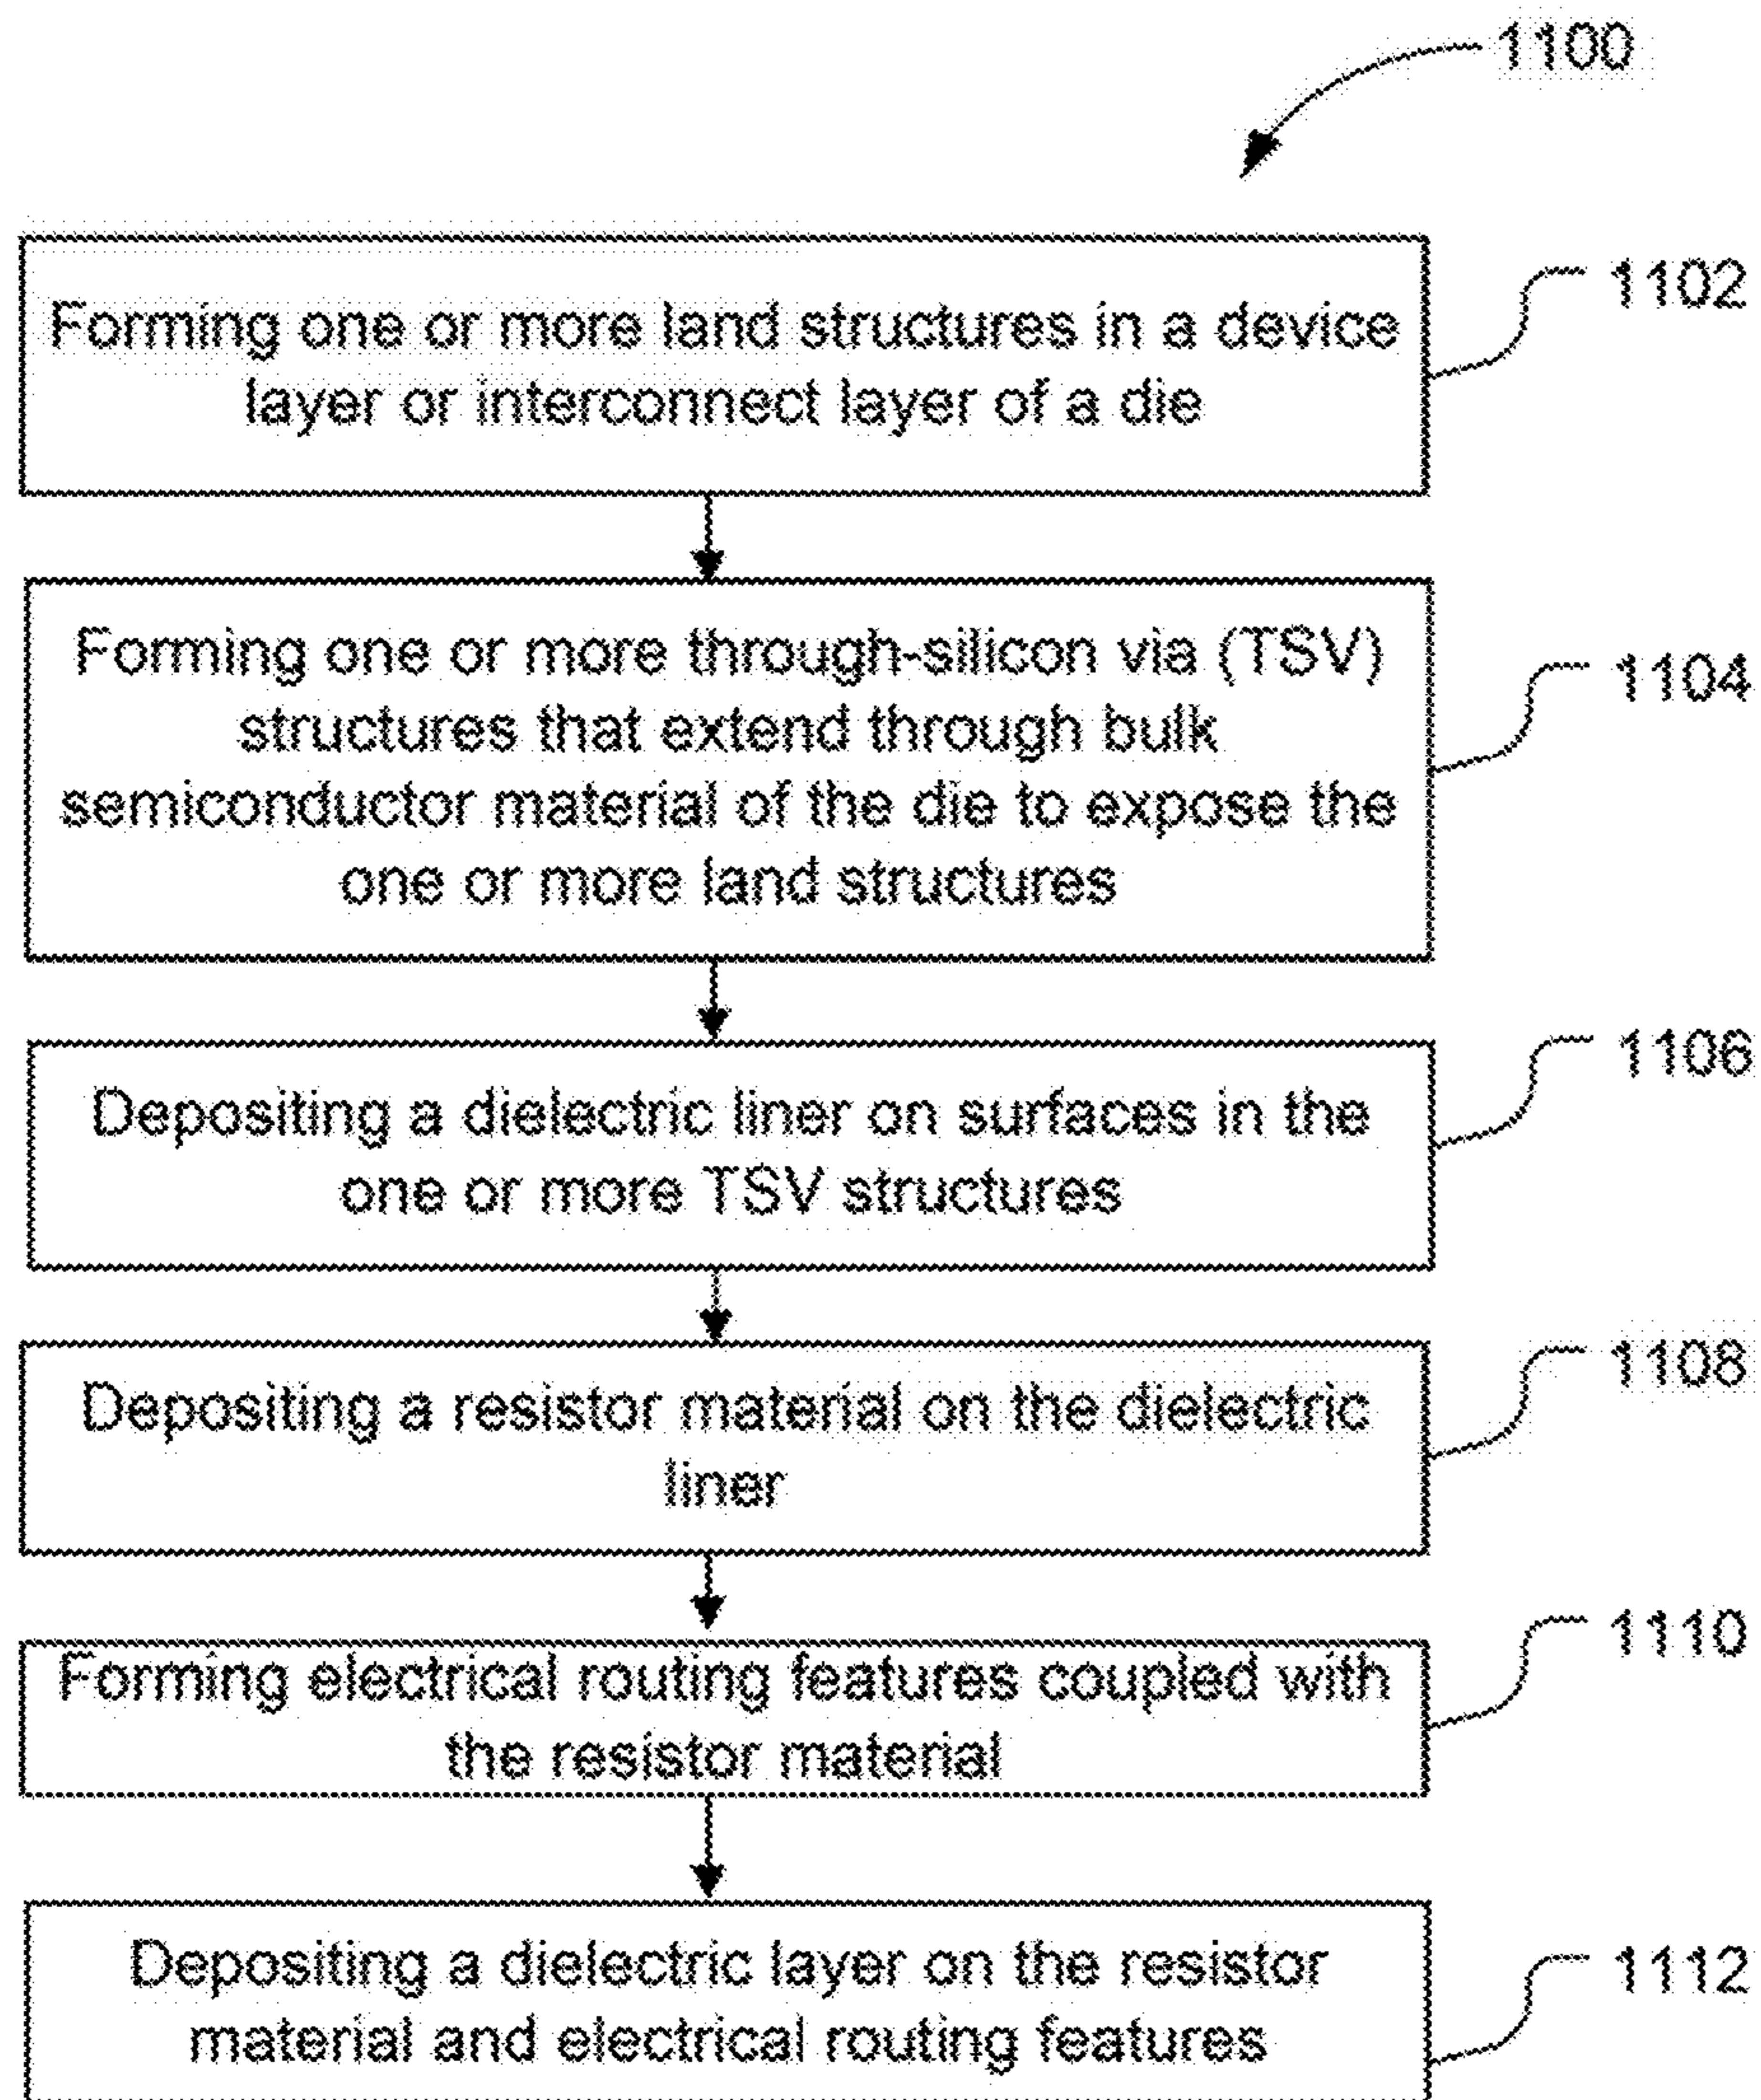 1100
Forming one or more land structures in a device
layer or interconnect layer of a die
1102
Forming one or more through-silicon via (TSV)
structures that extend through bulk
semiconductor material of the die to expose the
one or more land structures
1104
Depositing a dielectric liner on surfaces in the
one or more TSV structures
1106
Depositing a resistor material on the dielectric
liner
1108
Forming electrical routing features coupled with
the resistor material
1110
Depositing a dielectric layer on the resistor
material and electrical routing features
1112